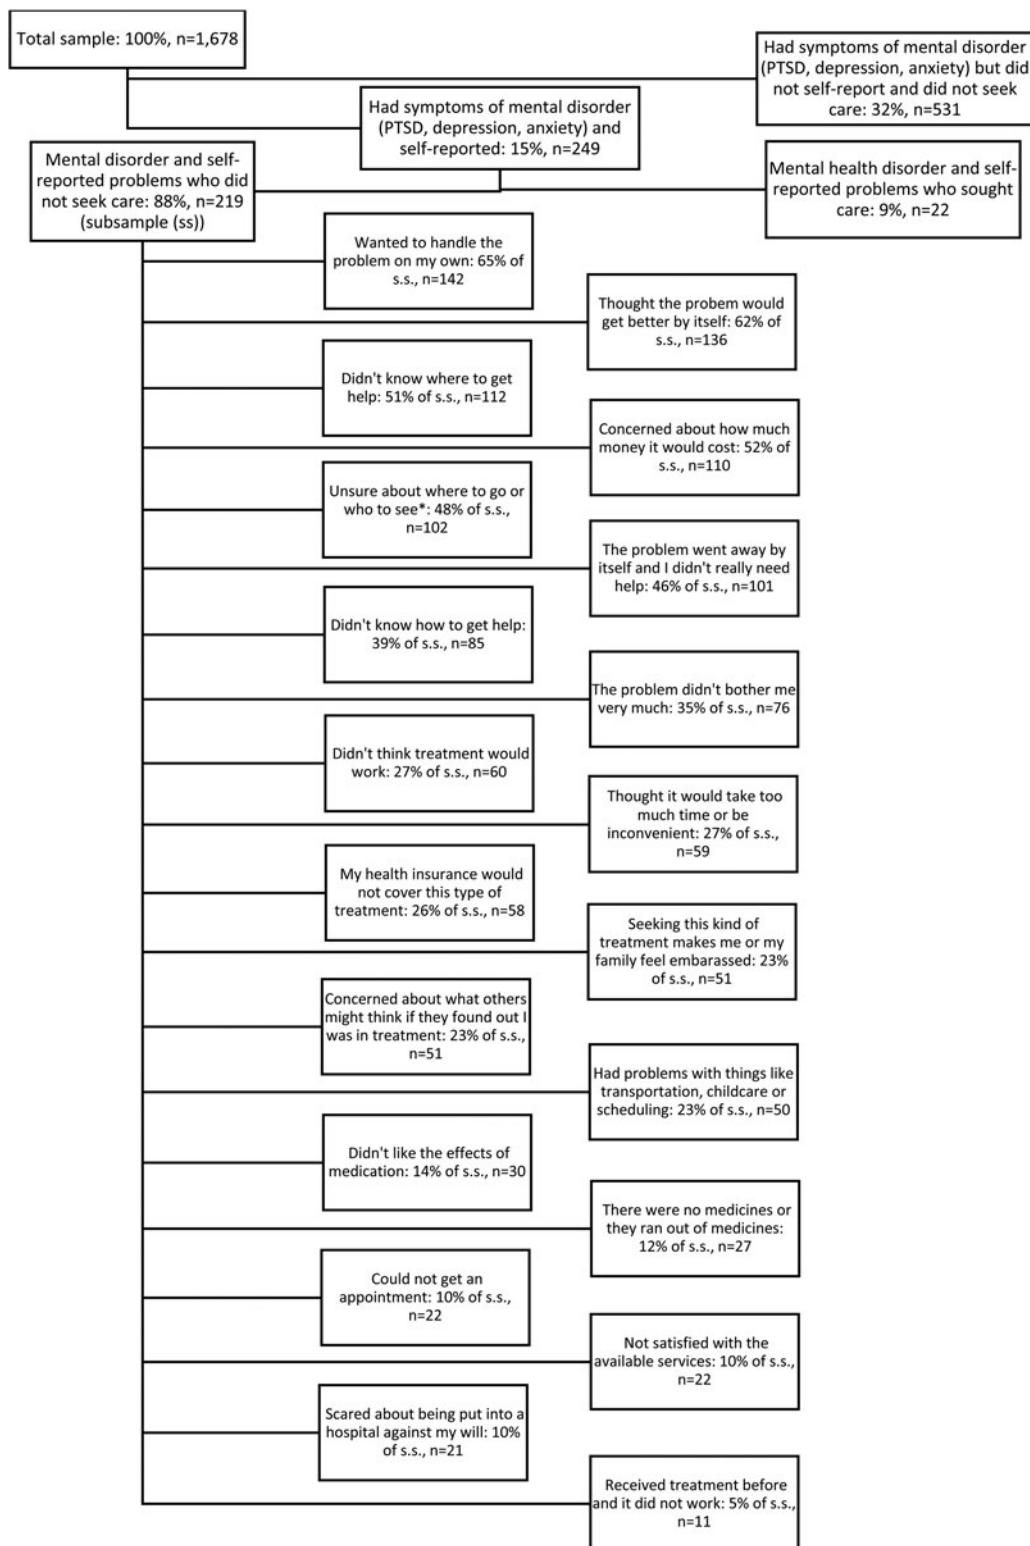 Total sample: 100%, n=1,678
Had symptoms of mental disorder
(PTSD, depression, anxiety) but did
not self-report and did not seek
care: 32%, n=531
Had symptoms of mental disorder
(PTSD, depression, anxiety) and
self-reported: 15%, n=249
Mental disorder and self-
reported problems who did
not seek care: 88%, n=219
(subsample (ss))
Mental health disorder and self-
reported problems who sought
care: 9%, n=22
Wanted to handle the
problem on my own: 65% of
s.s., n=142
Thought the probem would
get better by itself: 62% of
s.s., n=136
Didn't know where to get
help: 51% of s.s., n=112
Concerned about how much
money it would cost: 52% of
s.s., n=110
Unsure about where to go or
who to see*: 48% of s.s.,
n=102
The problem went away by
itself and I didn't really need
help: 46% of s.s., n=101
Didn't know how to get help:
39% of s.s., n=85
The problem didn't bother me
very much: 35% of s.s., n=76
Didn't think treatment would
work: 27% of s.s., n=60
Thought it would take too
much time or be
inconvenient: 27% of s.s.,
n=59
My health insurance would
not cover this type of
treatment: 26% of s.s., n=58
Seeking this kind of
treatment makes me or my
family feel embarassed: 23%
of s.s., n=51
Concerned about what others
might think if they found out I
was in treatment: 23% of s.s.,
n=51
Had problems with things like
transportation, childcare or
scheduling: 23% of s.s., n=50
Didn't like the effects of
medication: 14% of s.s., n=30
There were no medicines or
they ran out of medicines:
12% of s.s., n=27
Could not get an
appointment: 10% of s.s.,
n=22
Not satisfied with the
available services: 10% of s.s.,
n=22
Scared about being put into a
hospital against my will: 10%
of s.s., n=21
Received treatment before
and it did not work: 5% of s.s.,
n=11